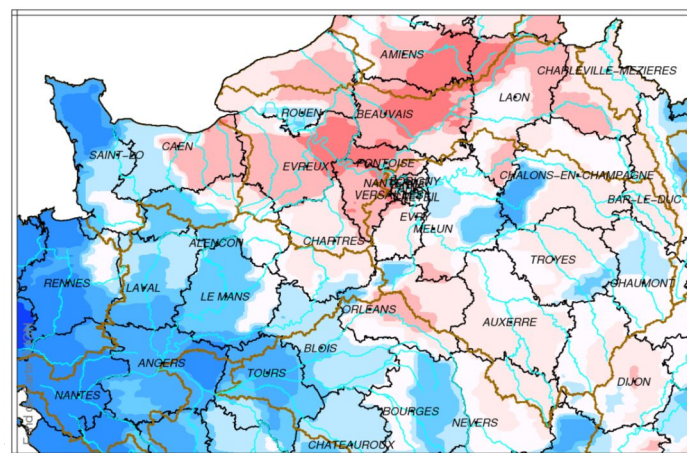 AMIENS
CHARLEVILLE-MEZIERES
LAON
ROUEN
BEAUVAIS
SAINT-LO
CAEN
EVREUX
PONTOISE
CHALONS-EN-CHAMPAGNE
VERSAILLES
BAR-LE-DUC
EVRY
MELUN
ALENCON
CHARTRES
TROYES
RENNES
LAVAL
LE MANS
CHAUMONT
ORLEANS
AUXERRE
BLOIS
ANGERS
TOURS
DIJON
NANTES
BOURGES
NEVERS
CHATEAUROUX